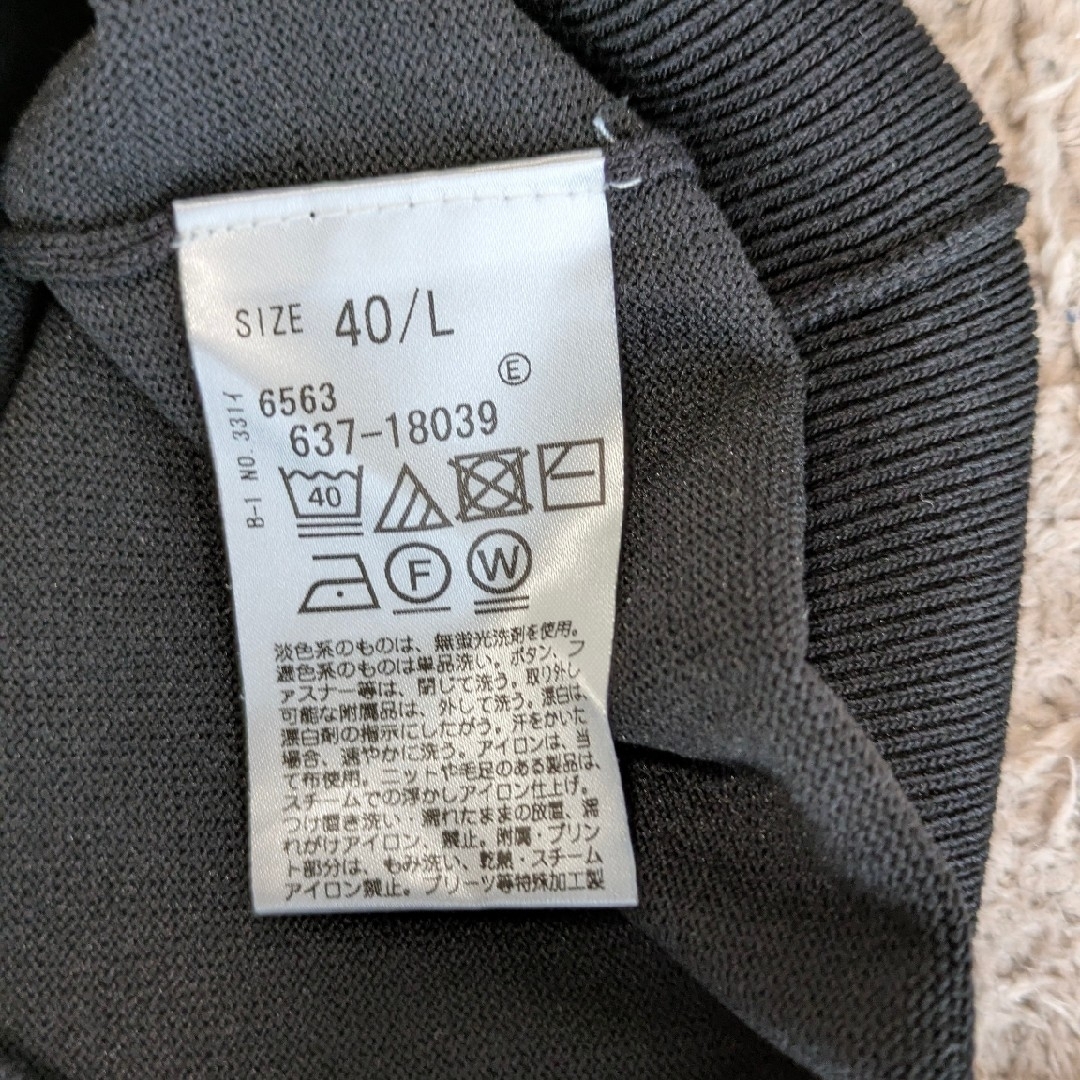 SIZE 40/L
E
6563
637-18039
B-1 NO.331イ
40
F W
淡色系のものは、無蛍光洗剤を使用。
濃色系のものは単品洗い。ボタン、フ
ァスナー等は、閉じて洗う。取り外し
可能な附属品は、外して洗う。漂白は、
漂白剤の指示にしたがう。汗をかいた
場合、速やかに洗う。アイロンは、当
て布使用。ニットや毛足のある製品は、
スチームでの浮かしアイロン仕上げ。
つけ置き洗い・濡れたままの放置、濡
れがけアイロン、禁止。附属・プリン
ト部分は、もみ洗い、乾燥・スチーム
アイロン禁止。プリーツ等特殊加工製